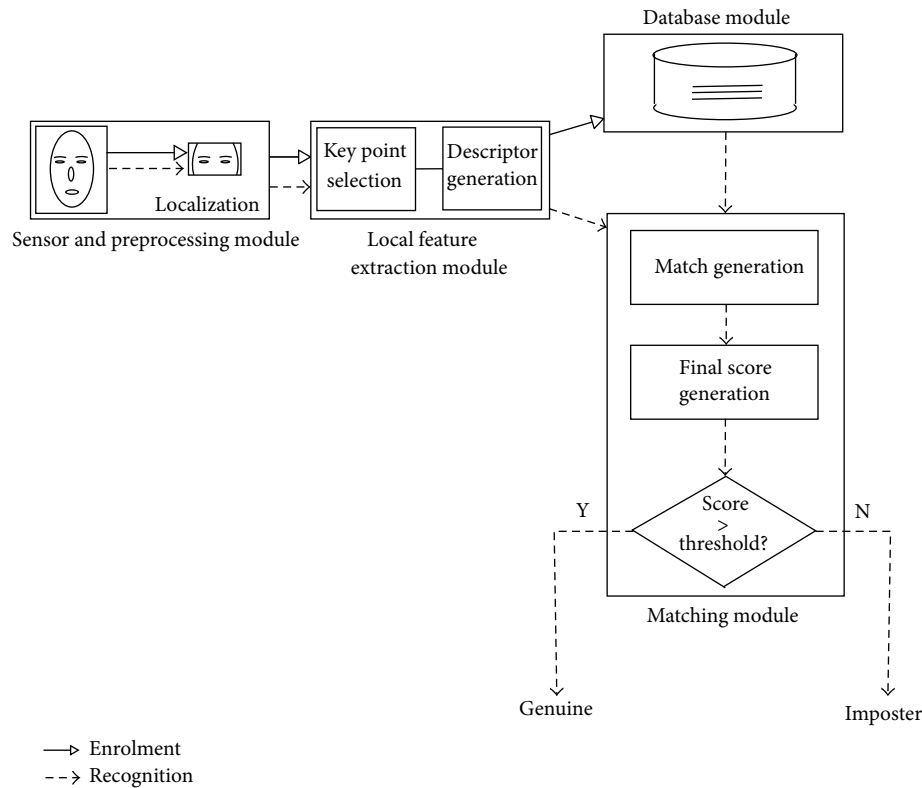 Database module
Key point
selection
Descriptor
generation
Localization
Sensor and preprocessing module
Local feature
extraction module
Match generation
Final score
generation
Score
>
threshold?
Y
N
Matching module
Genuine
Imposter
Enrolment
Recognition